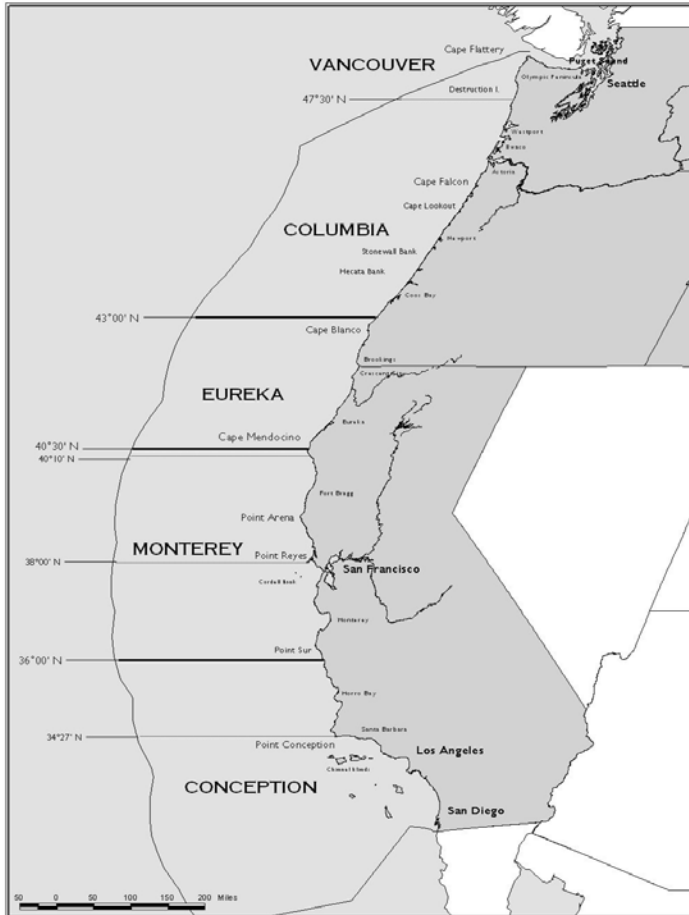 Cape Flattery
VANCOUVER
Puget Sound
Olympic Peninsula
Seattle
Destruction I.
47°30' N
Westport
Astoria
Cape Falcon
Cape Lookout
Newport
COLUMBIA
Stonewall Bank
Heceta Bank
Coos Bay
43°00' N
Cape Blanco
Brookings
EUREKA
Eureka
Cape Mendocino
40°30' N
40°10' N
Fort Bragg
Point Arena
MONTEREY
Point Reyes
38°00' N
San Francisco
Cordell Bank
Monterey
Point Sur
36°00' N
Morro Bay
Santa Barbara
34°27' N
Point Conception
Los Angeles
Channel Islands
CONCEPTION
San Diego
50 0 50 100 150 200 Miles